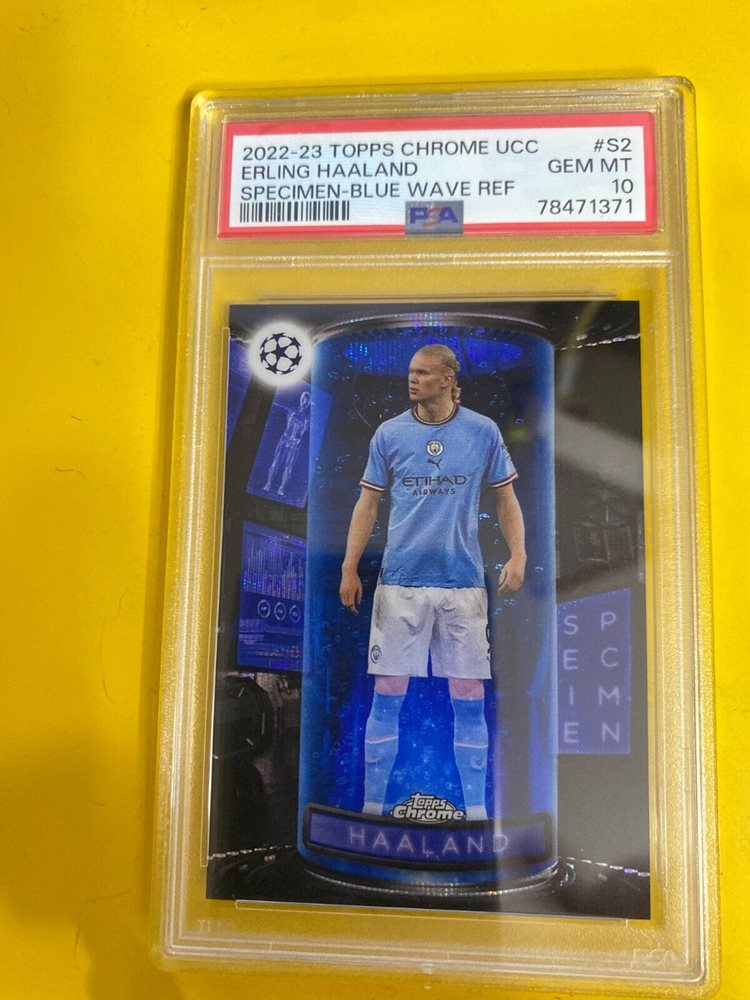 2022-23 TOPPS CHROME UCC #S2
ERLING HAALAND GEM MT
SPECIMEN-BLUE WAVE REF 10
PSA 78471371
ETIHAD
AIRWAYS
S P
E C
I M
E N
Topps
Chrome
HAALAND
PSA